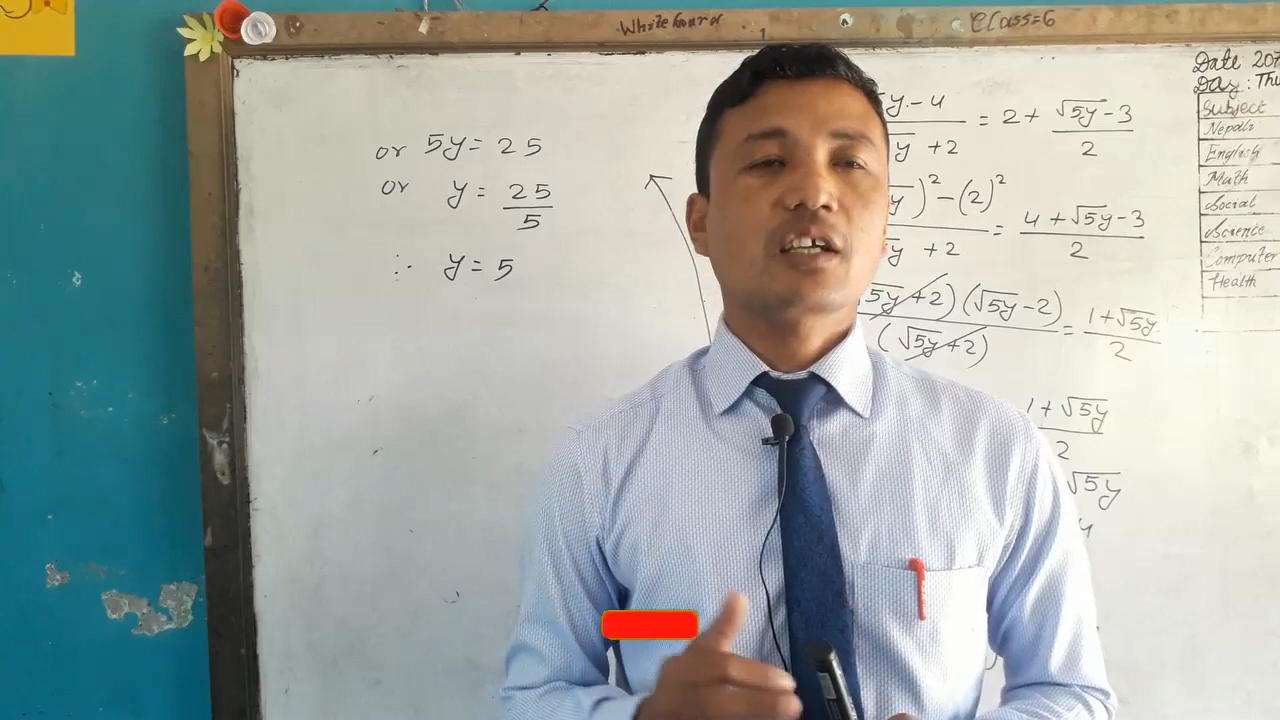 Whiteboard
Class=6
or 5y = 25
or y = 25/5
∴ y = 5
5y - 4 / y + 2 = 2 + √5y - 3 / 2
y)² - (2)² / 5y + 2 = 4 + √5y - 3 / 2
√5y + 2) (√5y - 2) / (√5y + 2) = 1 + √5y / 2
1 + √5y / 2
√5y
Date
Day : Thu
Subject
Nepali
English
Math
Social
Science
Computer
Health